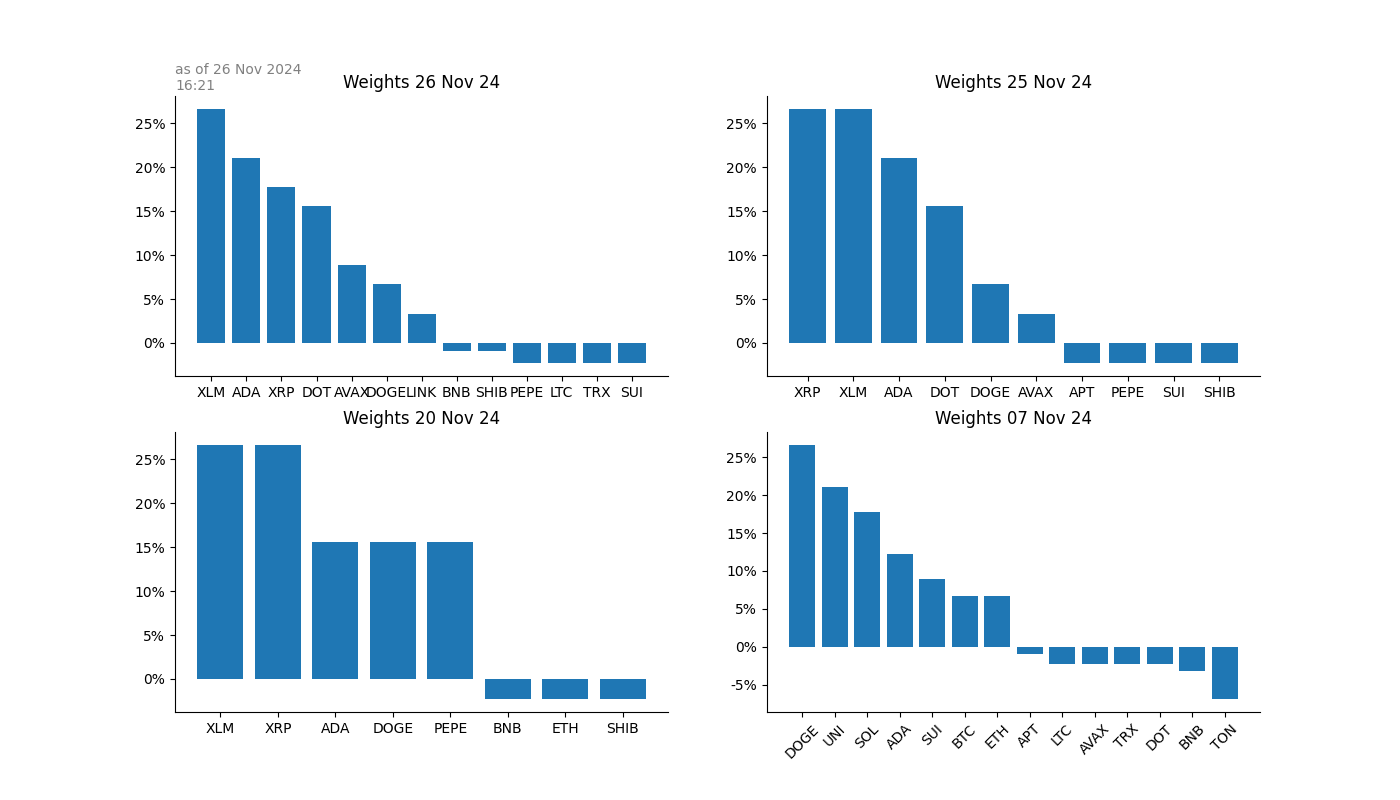 as of 26 Nov 2024
16:21
Weights 26 Nov 24
25%
20%
15%
10%
5%
0%
XLM ADA XRP DOT AVAX DOGE LINK BNB SHIB PEPE LTC TRX SUI
Weights 25 Nov 24
25%
20%
15%
10%
5%
0%
XRP XLM ADA DOT DOGE AVAX APT PEPE SUI SHIB
Weights 20 Nov 24
25%
20%
15%
10%
5%
0%
XLM XRP ADA DOGE PEPE BNB ETH SHIB
Weights 07 Nov 24
25%
20%
15%
10%
5%
0%
-5%
DOGE UNI SOL ADA SUI BTC ETH APT LTC AVAX TRX DOT BNB TON